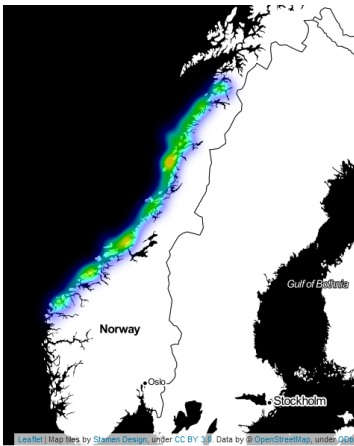 Gulf of Bothnia
Norway
Oslo
Stockholm
Leaflet | Map tiles by Stamen Design, under CC BY 3.0. Data by © OpenStreetMap, under